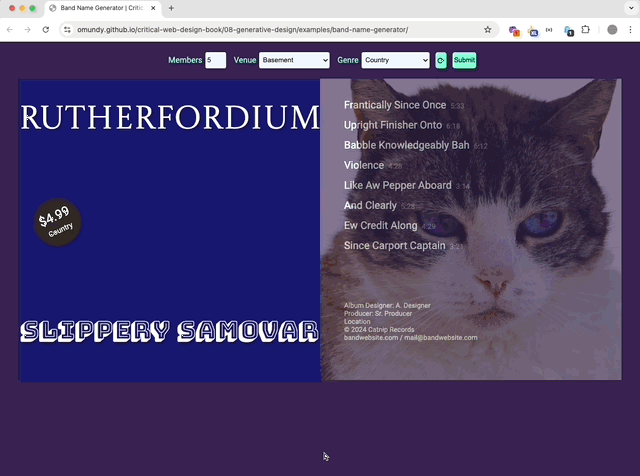 Band Name Generator | Critic
omundy.github.io/critical-web-design-book/08-generative-design/examples/band-name-generator/
Members 5 Venue Basement Genre Country Submit
RUTHERFORDIUM
$4.99
Country
SLIPPERY SAMOVAR
Frantically Since Once 5:33
Upright Finisher Onto 6:18
Babble Knowledgeably Bah 6:12
Violence 4:28
Like Aw Pepper Aboard 3:14
And Clearly 5:28
Ew Credit Along 4:29
Since Carport Captain 3:21
Album Designer: A. Designer
Producer: Sr. Producer
Location
© 2024 Catnip Records
bandwebsite.com / mail@bandwebsite.com